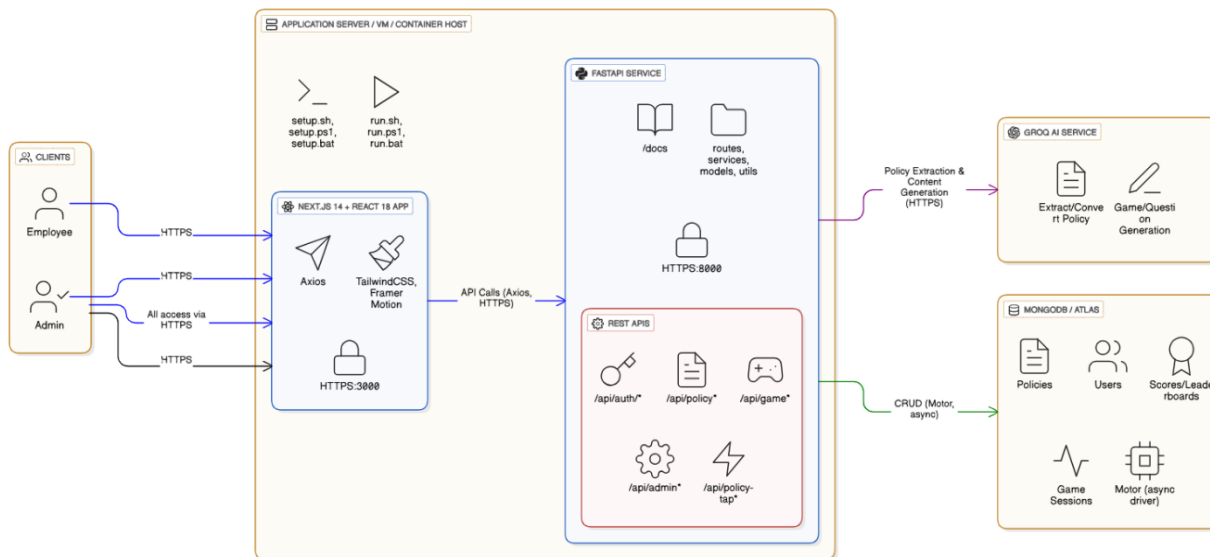 APPLICATION SERVER / VM / CONTAINER HOST
setup.sh,
setup.ps1,
setup.bat
run.sh,
run.ps1,
run.bat
CLIENTS
Employee
Admin
HTTPS
HTTPS
All access via
HTTPS
HTTPS
NEXT.JS 14 + REACT 18 APP
Axios
TailwindCSS,
Framer
Motion
HTTPS:3000
API Calls (Axios,
HTTPS)
FASTAPI SERVICE
/docs
routes,
services,
models, utils
HTTPS:8000
REST APIS
/api/auth/*
/api/policy*
/api/game*
/api/admin*
/api/policy-
tap*
Policy Extraction &
Content
Generation
(HTTPS)
GROQ AI SERVICE
Extract/Conve
rt Policy
Game/Questi
on
Generation
CRUD (Motor,
async)
MONGODB / ATLAS
Policies
Users
Scores/Leade
rboards
Game
Sessions
Motor (async
driver)